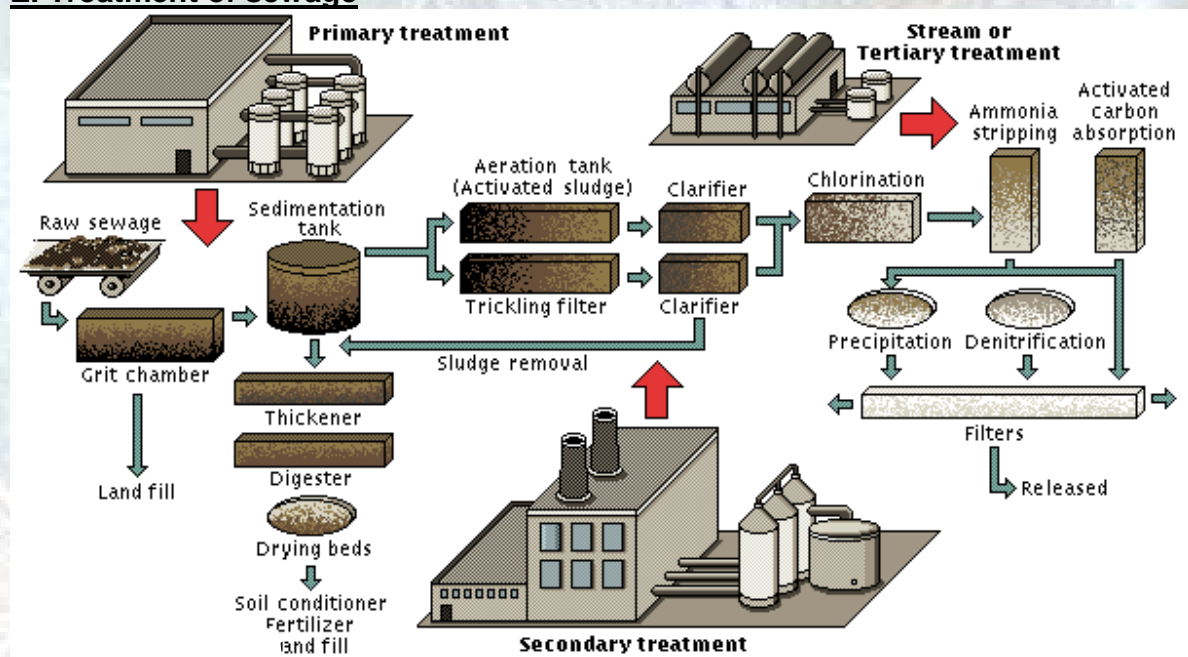 Primary treatment
Stream or
Tertiary treatment
Ammonia
stripping
Activated
carbon
absorption
Raw sewage
Sedimentation
tank
Aeration tank
(Activated sludge)
Clarifier
Chlorination
Trickling filter
Clarifier
Grit chamber
Sludge removal
Precipitation
Denitrification
Thickener
Filters
Digester
Land fill
Released
Drying beds
Soil conditioner
Fertilizer
land fill
Secondary treatment